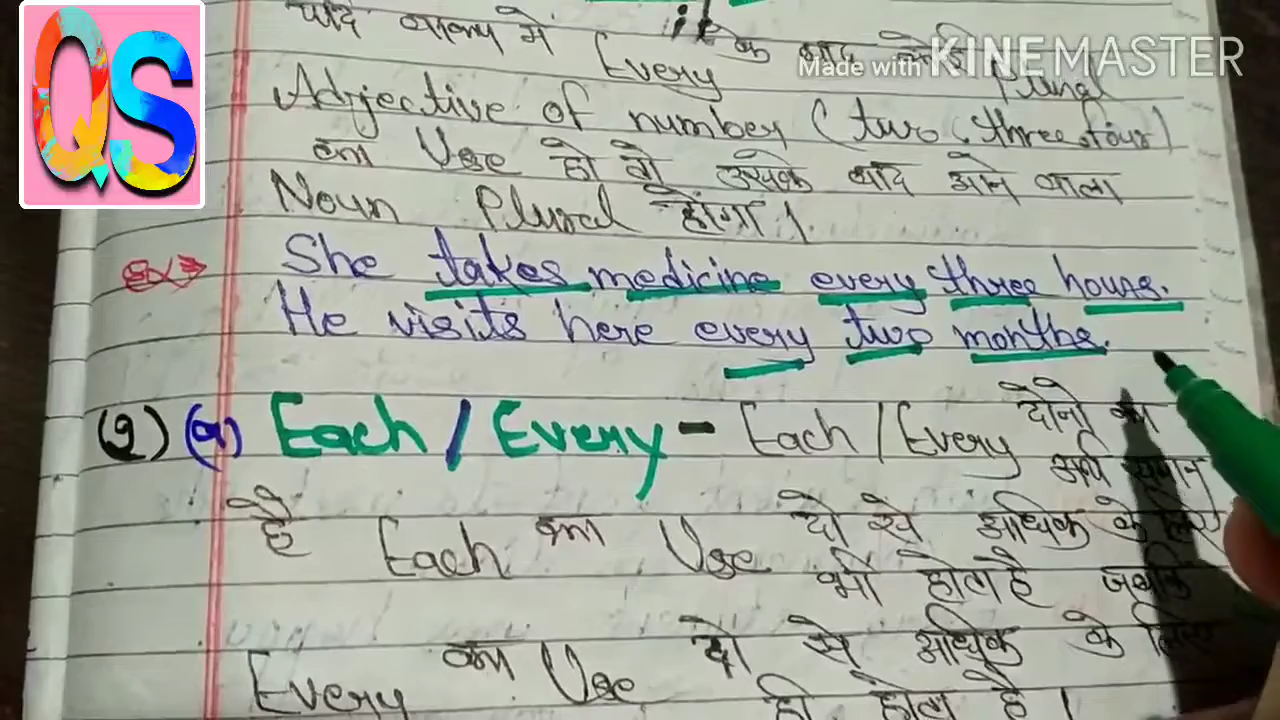 QS
Made with KINEMASTER
यदि वाक्य में Every के बाद कोई Plural
Adjective of number (two, three, four)
का Use हो तो उसके बाद आने वाला
Noun Plural होगा।
Ex⇒ She takes medicine every three hours.
He visits here every two months.
(2) (a) Each / Every - Each / Every दोनो का
अर्थ समान
है Each का Use दो से अधिक के लिए
भी होता है जबकि
Every का Use दो से अधिक के लिए
ही होता है।